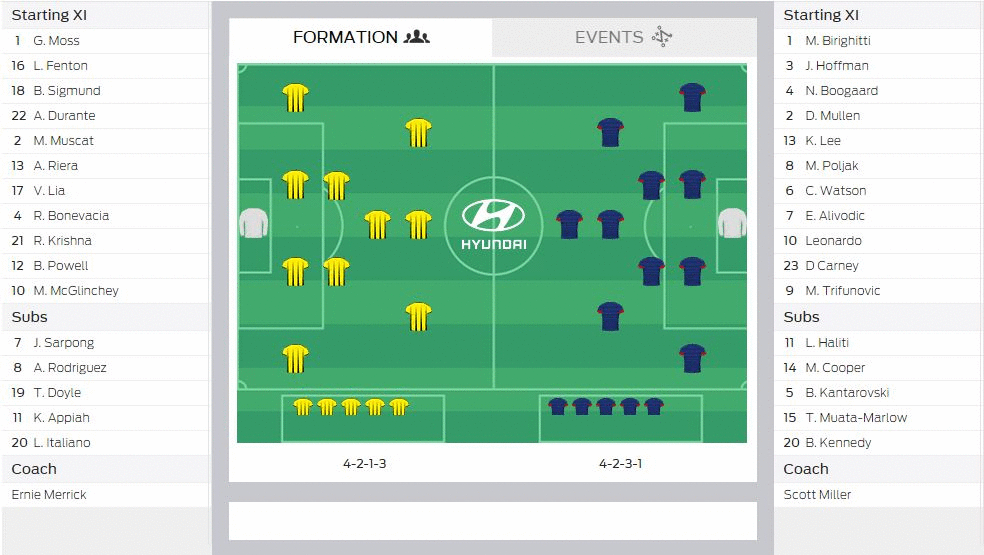 Starting XI
1 G. Moss
16 L. Fenton
18 B. Sigmund
22 A. Durante
2 M. Muscat
13 A. Riera
17 V. Lia
4 R. Bonevacia
21 R. Krishna
12 B. Powell
10 M. McGlinchey
Subs
7 J. Sarpong
8 A. Rodriguez
19 T. Doyle
11 K. Appiah
20 L. Italiano
Coach
Ernie Merrick
FORMATION
EVENTS
HYUNDAI
4-2-1-3
4-2-3-1
Starting XI
1 M. Birighitti
3 J. Hoffman
4 N. Boogaard
2 D. Mullen
13 K. Lee
8 M. Poljak
6 C. Watson
7 E. Alivodic
10 Leonardo
23 D Carney
9 M. Trifunovic
Subs
11 L. Haliti
14 M. Cooper
5 B. Kantarovski
15 T. Muata-Marlow
20 B. Kennedy
Coach
Scott Miller